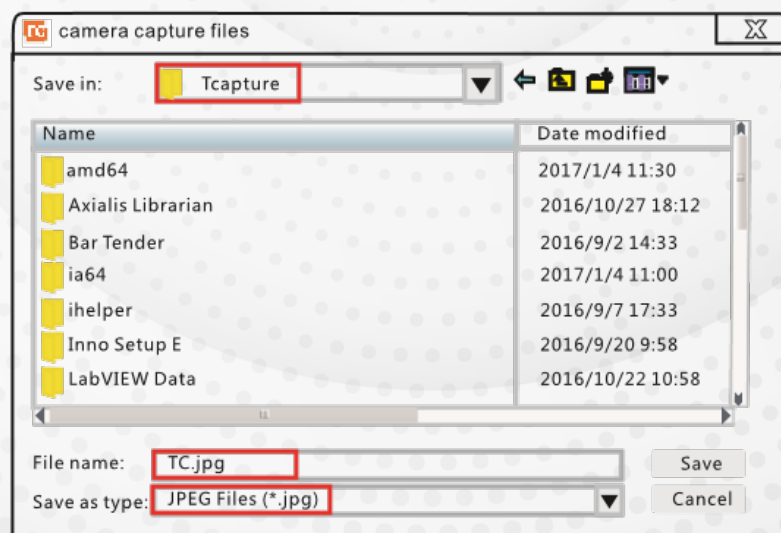 camera capture files
Save in: Tcapture
Name Date modified
amd64 2017/1/4 11:30
Axialis Librarian 2016/10/27 18:12
Bar Tender 2016/9/2 14:33
ia64 2017/1/4 11:00
ihelper 2016/9/7 17:33
Inno Setup E 2016/9/20 9:58
LabVIEW Data 2016/10/22 10:58
File name: TC.jpg Save
Save as type: JPEG Files (*.jpg) Cancel